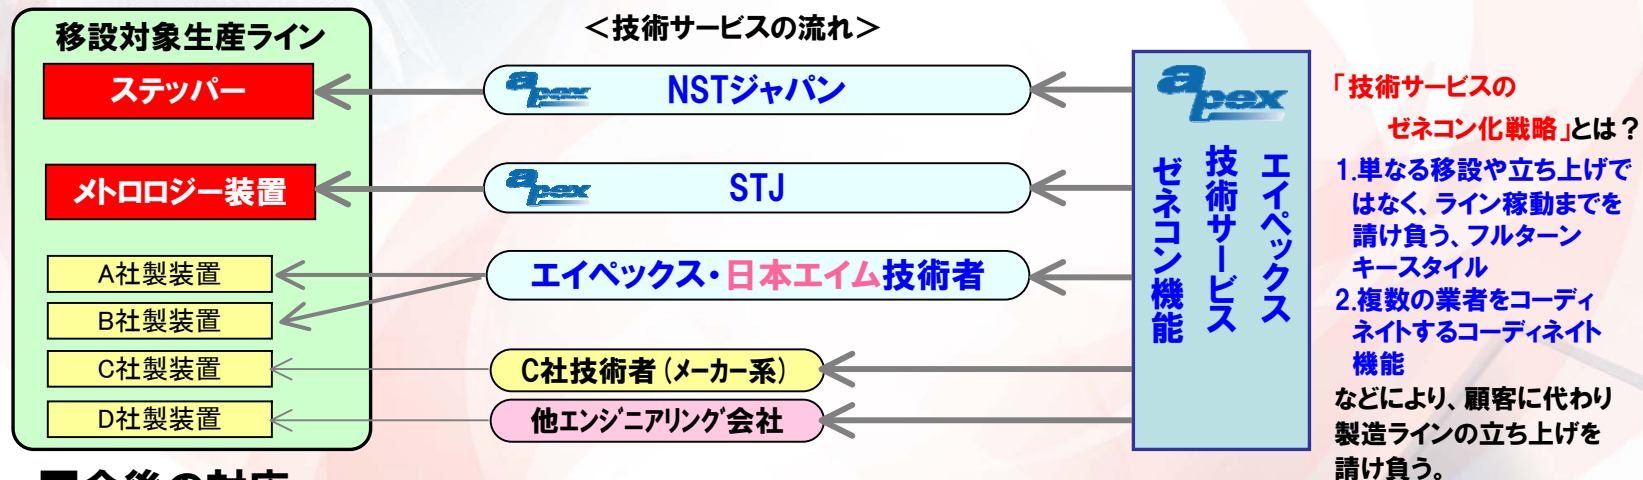 ＜技術サービスの流れ＞
移設対象生産ライン
ステッパー
メトロロジー装置
A社製装置
B社製装置
C社製装置
D社製装置
apex NSTジャパン
apex STJ
エイペックス・日本エイム技術者
C社技術者（メーカー系）
他エンジニアリング会社
apex
エイペックス
技術サービス
ゼネコン機能
「技術サービスの
ゼネコン化戦略」とは？
1.単なる移設や立ち上げで
はなく、ライン稼動までを
請け負う、フルターン
キースタイル
2.複数の業者をコーディ
ネイトするコーディネイト
機能
などにより、顧客に代わり
製造ラインの立ち上げを
請け負う。
■今後の対応